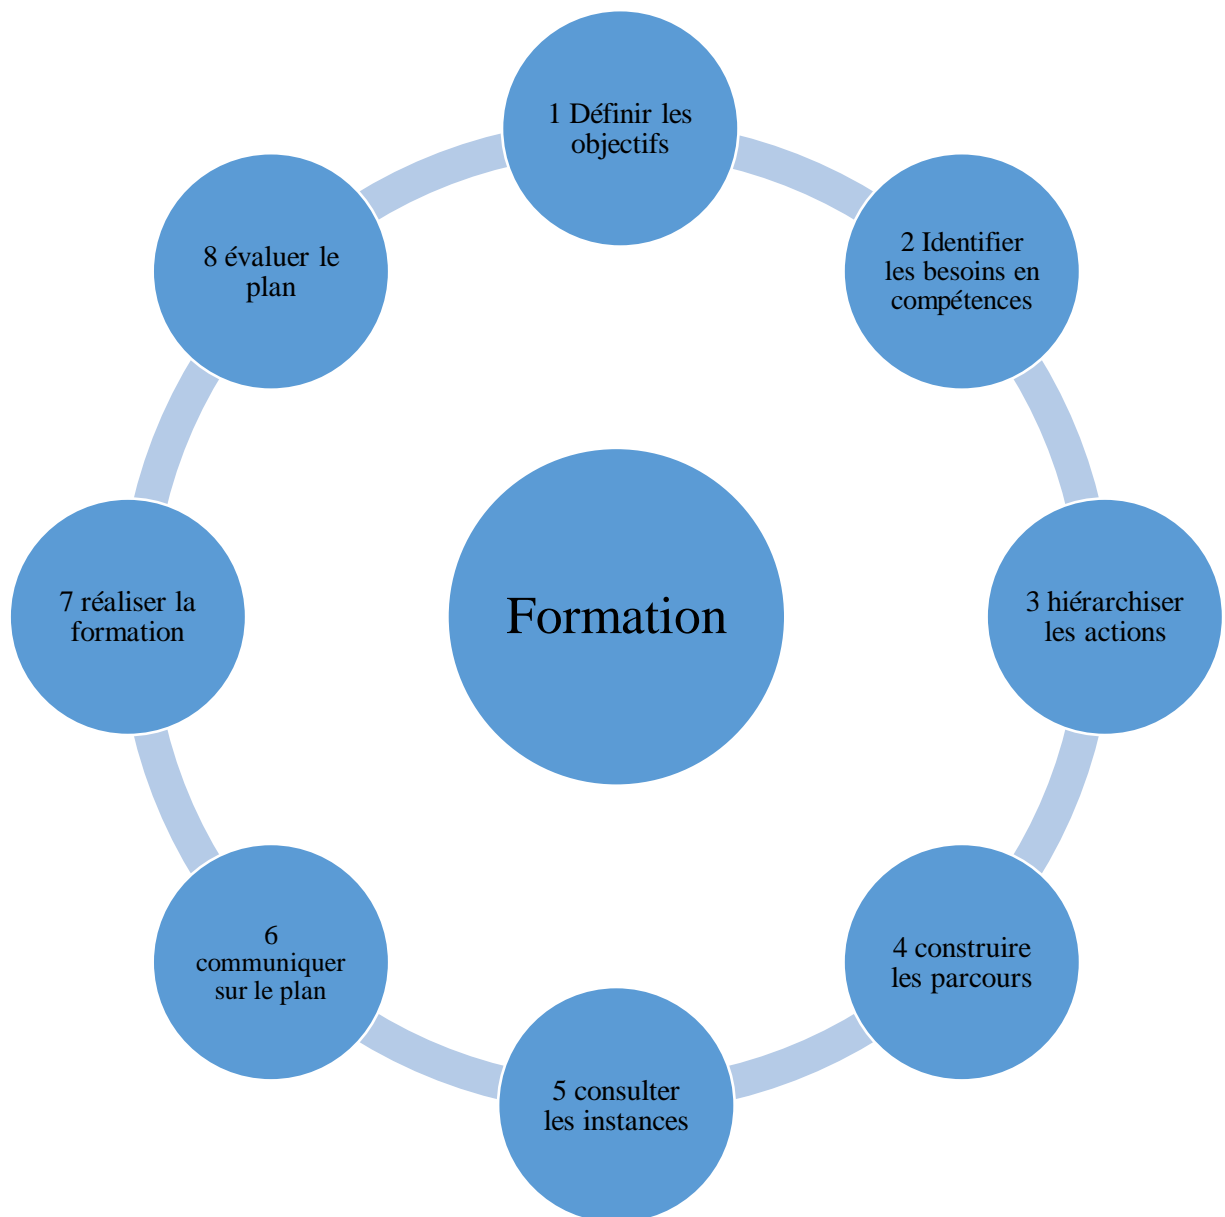 1 Définir les
objectifs
2 Identifier
les besoins en
compétences
3 hiérarchiser
les actions
4 construire
les parcours
5 consulter
les instances
6
communiquer
sur le plan
7 réaliser la
formation
8 évaluer le
plan
Formation